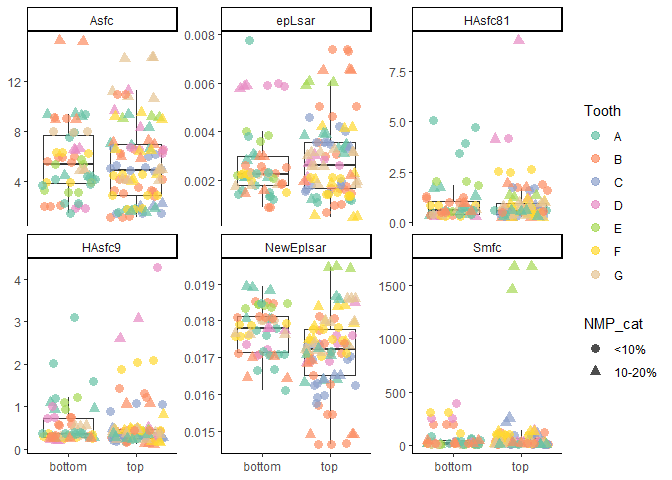 Asfc
epLsar
HAsfc81
4
8
12
0.002
0.004
0.006
0.008
0.0
2.5
5.0
7.5
HAsfc9
NewEplsar
Smfc
0
1
2
3
4
0.015
0.016
0.017
0.018
0.019
0
500
1000
1500
bottom
top
bottom
top
bottom
top
Tooth
A
B
C
D
E
F
G
NMP_cat
<10%
10-20%